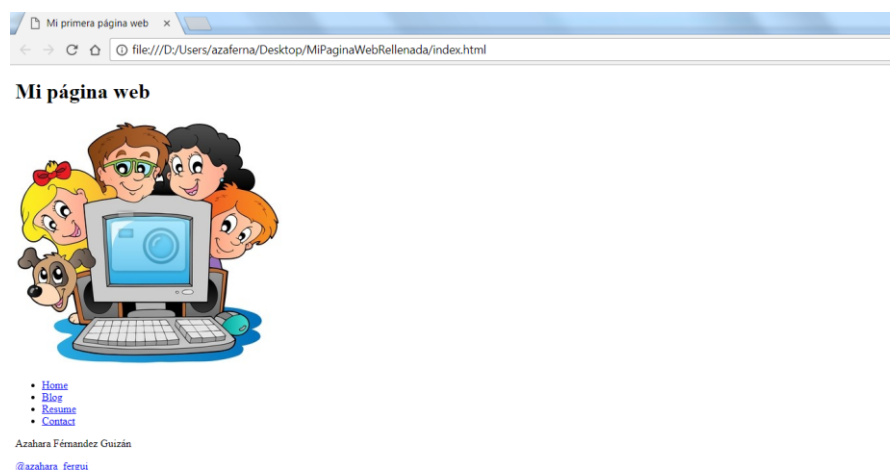 Mi primera página web
file:///D:/Users/azaferna/Desktop/MiPaginaWebRellenada/index.html
Mi página web
Home
Blog
Resume
Contact
Azahara Férnandez Guizán
@azahara_fergui